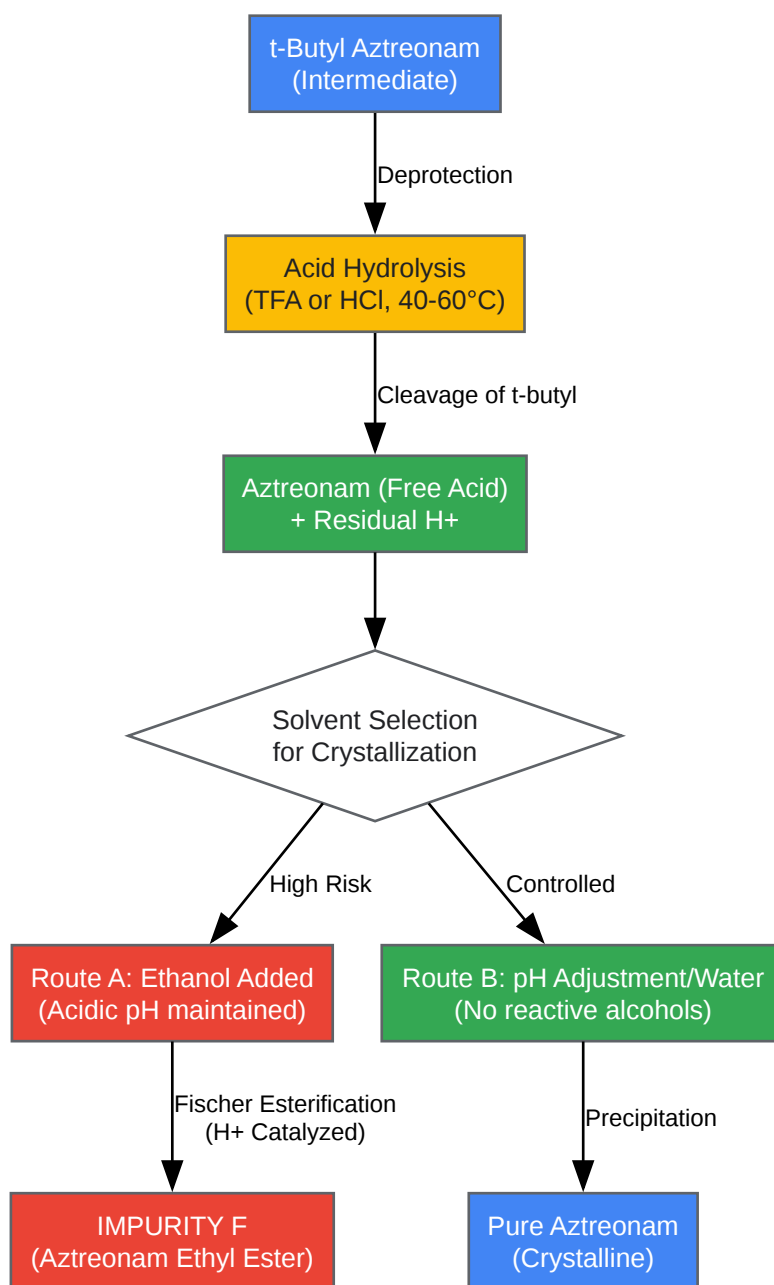 t-Butyl Aztreonam
(Intermediate)
Deprotection
Acid Hydrolysis
(TFA or HCl, 40-60°C)
Cleavage of t-butyl
Aztreonam (Free Acid)
+ Residual H+
Solvent Selection
for Crystallization
High Risk
Controlled
Route A: Ethanol Added
(Acidic pH maintained)
Route B: pH Adjustment/Water
(No reactive alcohols)
Fischer Esterification
(H+ Catalyzed)
Precipitation
IMPURITY F
(Aztreonam Ethyl Ester)
Pure Aztreonam
(Crystalline)